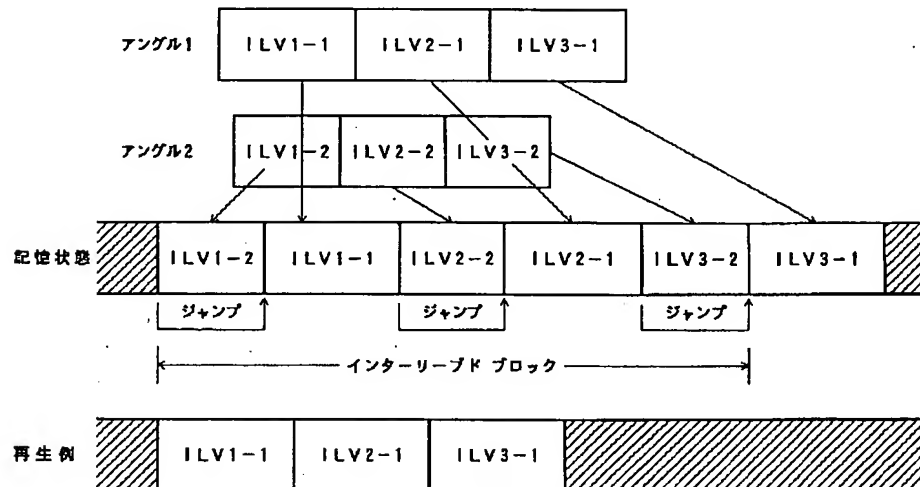 アングル1 ILV1-1 ILV2-1 ILV3-1
アングル2 ILV1-2 ILV2-2 ILV3-2
記憶状態 ILV1-2 ILV1-1 ILV2-2 ILV2-1 ILV3-2 ILV3-1
ジャンプ ジャンプ ジャンプ
インターリーブド ブロック
再生例 ILV1-1 ILV2-1 ILV3-1